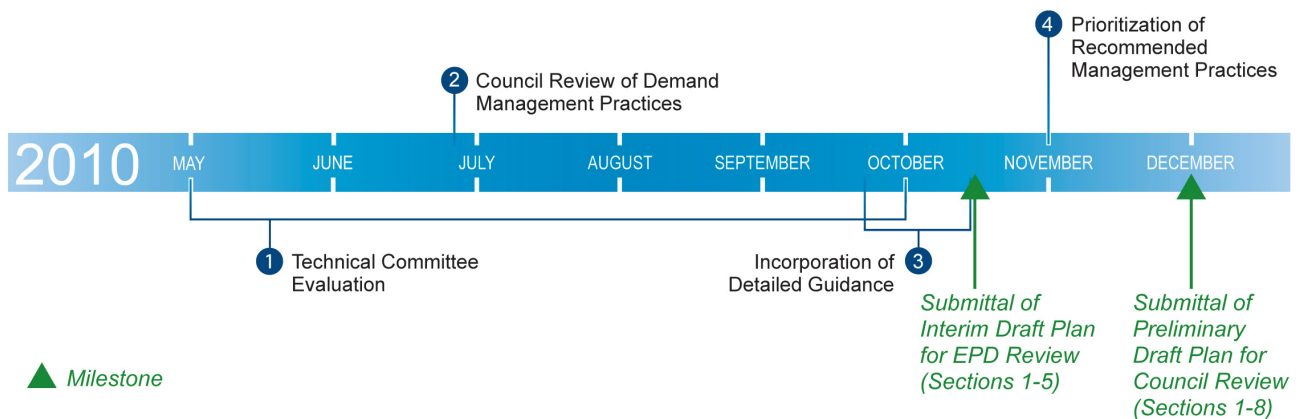 4 Prioritization of
Recommended
Management Practices
2 Council Review of Demand
Management Practices
2010 MAY JUNE JULY AUGUST SEPTEMBER OCTOBER NOVEMBER DECEMBER
1 Technical Committee
Evaluation
Incorporation of 3
Detailed Guidance
Submittal of
Interim Draft Plan
for EPD Review
(Sections 1-5)
Submittal of
Preliminary
Draft Plan for
Council Review
(Sections 1-8)
Milestone